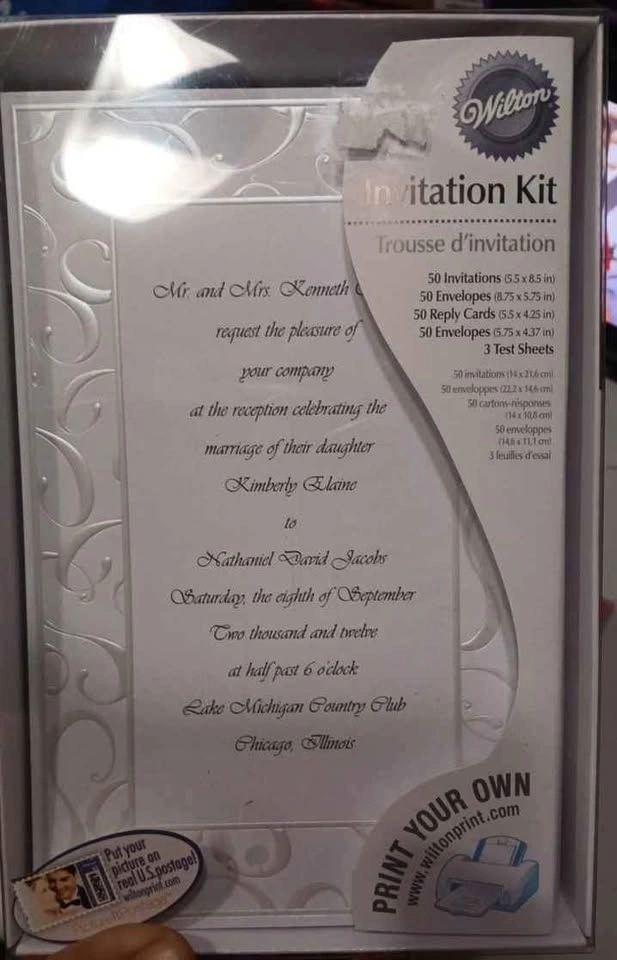 Wilton
Invitation Kit
Trousse d'invitation
50 Invitations (5.5 x 8.5 in)
50 Envelopes (8.75 x 5.75 in)
50 Reply Cards (5.5 x 4.25 in)
50 Envelopes (5.75 x 4.37 in)
3 Test Sheets
50 invitations (14 x 21,6 cm)
50 enveloppes (22,2 x 14,6 cm)
50 cartons-réponses
(14 x 10,8 cm)
50 enveloppes
(14,6 x 11,1 cm)
3 feuilles d'essai
Mr. and Mrs. Kenneth
request the pleasure of
your company
at the reception celebrating the
marriage of their daughter
Kimberly Elaine
to
Nathaniel David Jacobs
Saturday, the eighth of September
Two thousand and twelve
at half past 6 o'clock
Lake Michigan Country Club
Chicago, Illinois
PRINT YOUR OWN
www.wiltonprint.com
Put your
picture on
real U.S. postage!
wiltonprint.com